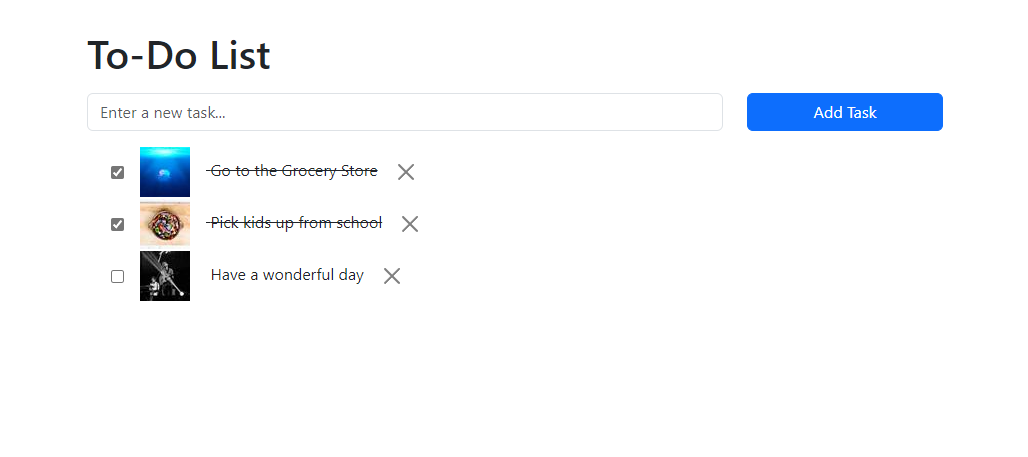 To-Do List
Enter a new task...
Add Task
Go to the Grocery Store
Pick kids up from school
Have a wonderful day